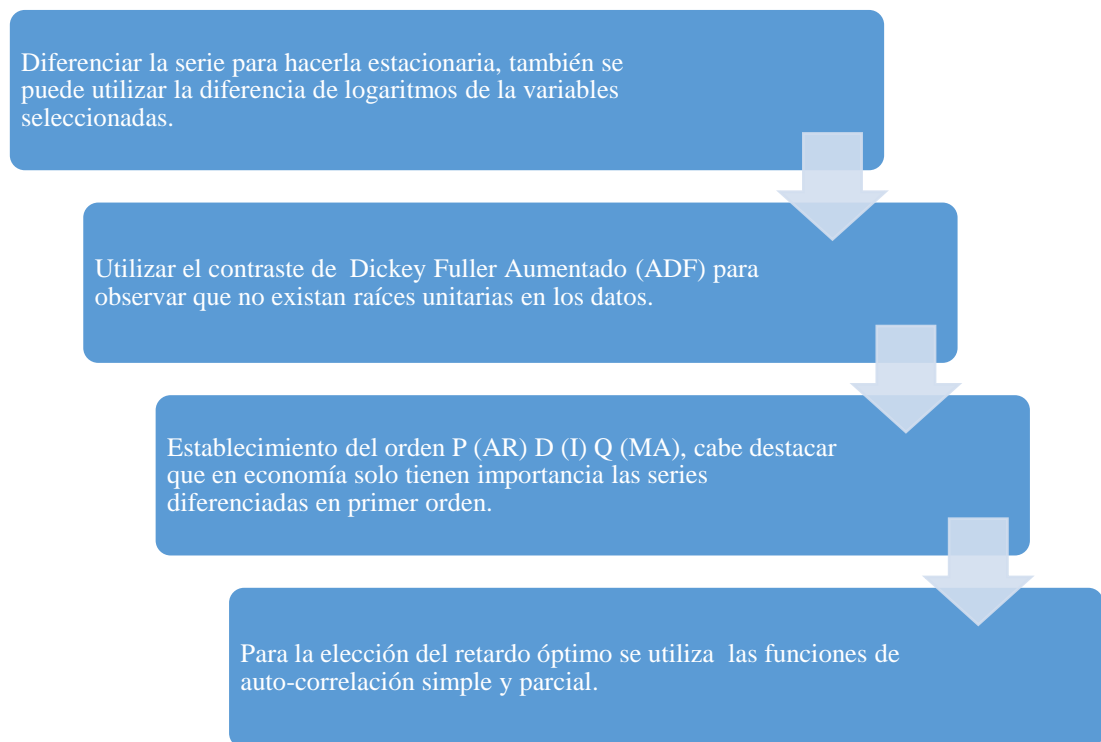 Diferenciar la serie para hacerla estacionaria, también se
puede utilizar la diferencia de logaritmos de la variables
seleccionadas.
Utilizar el contraste de Dickey Fuller Aumentado (ADF) para
observar que no existan raíces unitarias en los datos.
Establecimiento del orden P (AR) D (I) Q (MA), cabe destacar
que en economía solo tienen importancia las series
diferenciadas en primer orden.
Para la elección del retardo óptimo se utiliza las funciones de
auto-correlación simple y parcial.